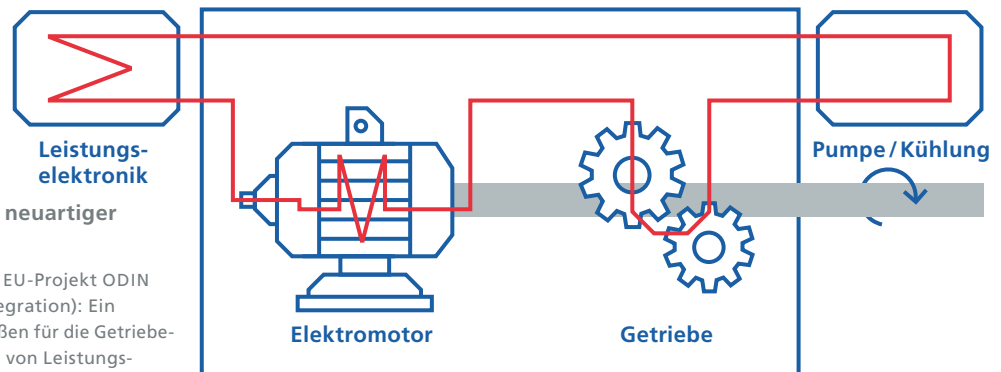 Leistungs-
elektronik
Pumpe/Kühlung
neuartiger
EU-Projekt ODIN
egration): Ein
ßen für die Getriebe-
von Leistungs-
Elektromotor
Getriebe